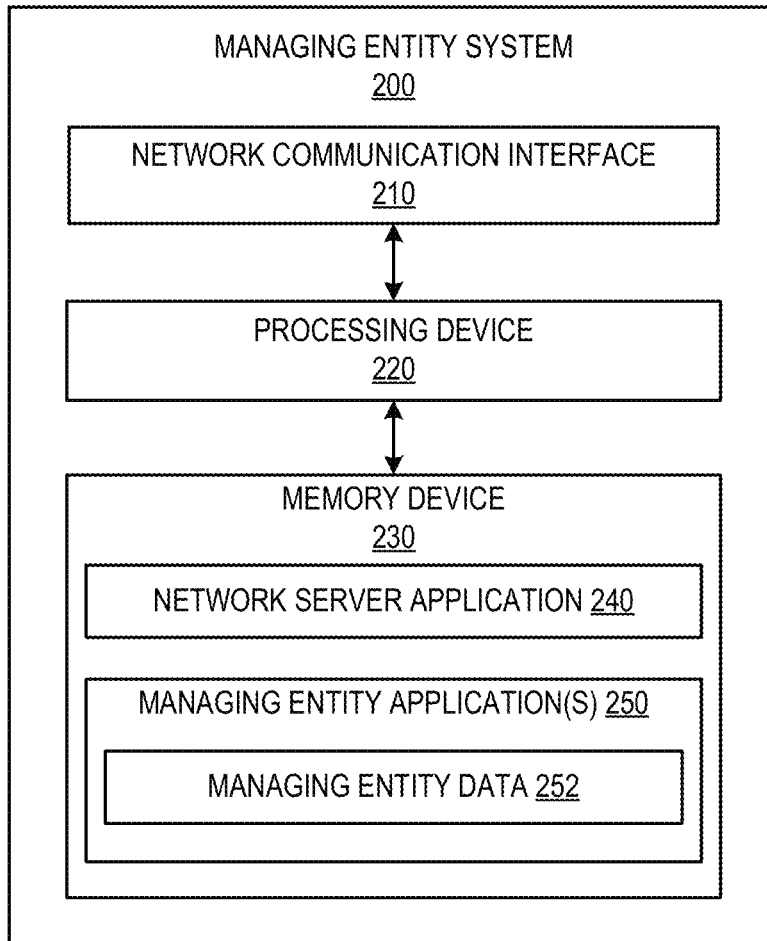 MANAGING ENTITY SYSTEM
200
NETWORK COMMUNICATION INTERFACE
210
PROCESSING DEVICE
220
MEMORY DEVICE
230
NETWORK SERVER APPLICATION 240
MANAGING ENTITY APPLICATION(S) 250
MANAGING ENTITY DATA 252